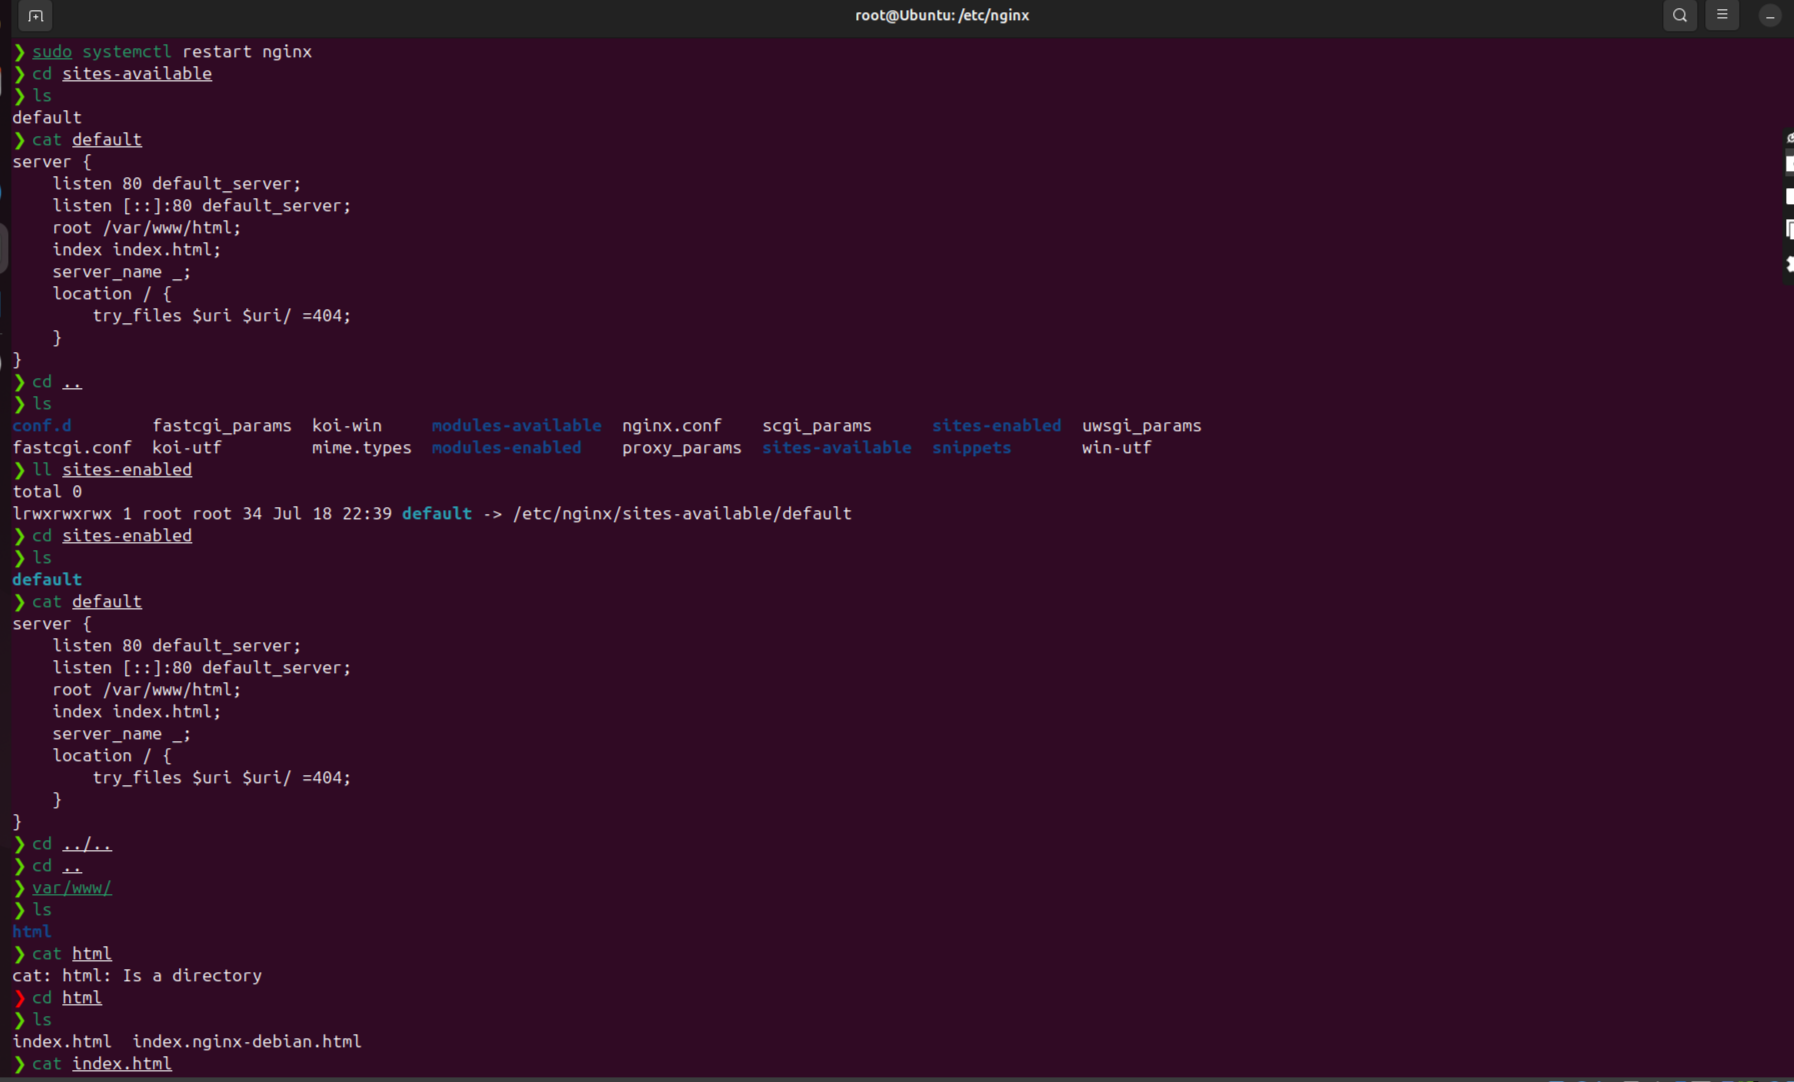 root@Ubuntu: /etc/nginx
❯ sudo systemctl restart nginx
❯ cd sites-available
❯ ls
default
❯ cat default
server {
    listen 80 default_server;
    listen [::]:80 default_server;
    root /var/www/html;
    index index.html;
    server_name _;
    location / {
        try_files $uri $uri/ =404;
    }
}
❯ cd ..
❯ ls
conf.d        fastcgi_params  koi-win     modules-available  nginx.conf    scgi_params      sites-enabled  uwsgi_params
fastcgi.conf  koi-utf         mime.types  modules-enabled    proxy_params  sites-available  snippets       win-utf
❯ ll sites-enabled
total 0
lrwxrwxrwx 1 root root 34 Jul 18 22:39 default -> /etc/nginx/sites-available/default
❯ cd sites-enabled
❯ ls
default
❯ cat default
server {
    listen 80 default_server;
    listen [::]:80 default_server;
    root /var/www/html;
    index index.html;
    server_name _;
    location / {
        try_files $uri $uri/ =404;
    }
}
❯ cd ../..
❯ cd ..
❯ var/www/
❯ ls
html
❯ cat html
cat: html: Is a directory
❯ cd html
❯ ls
index.html  index.nginx-debian.html
❯ cat index.html